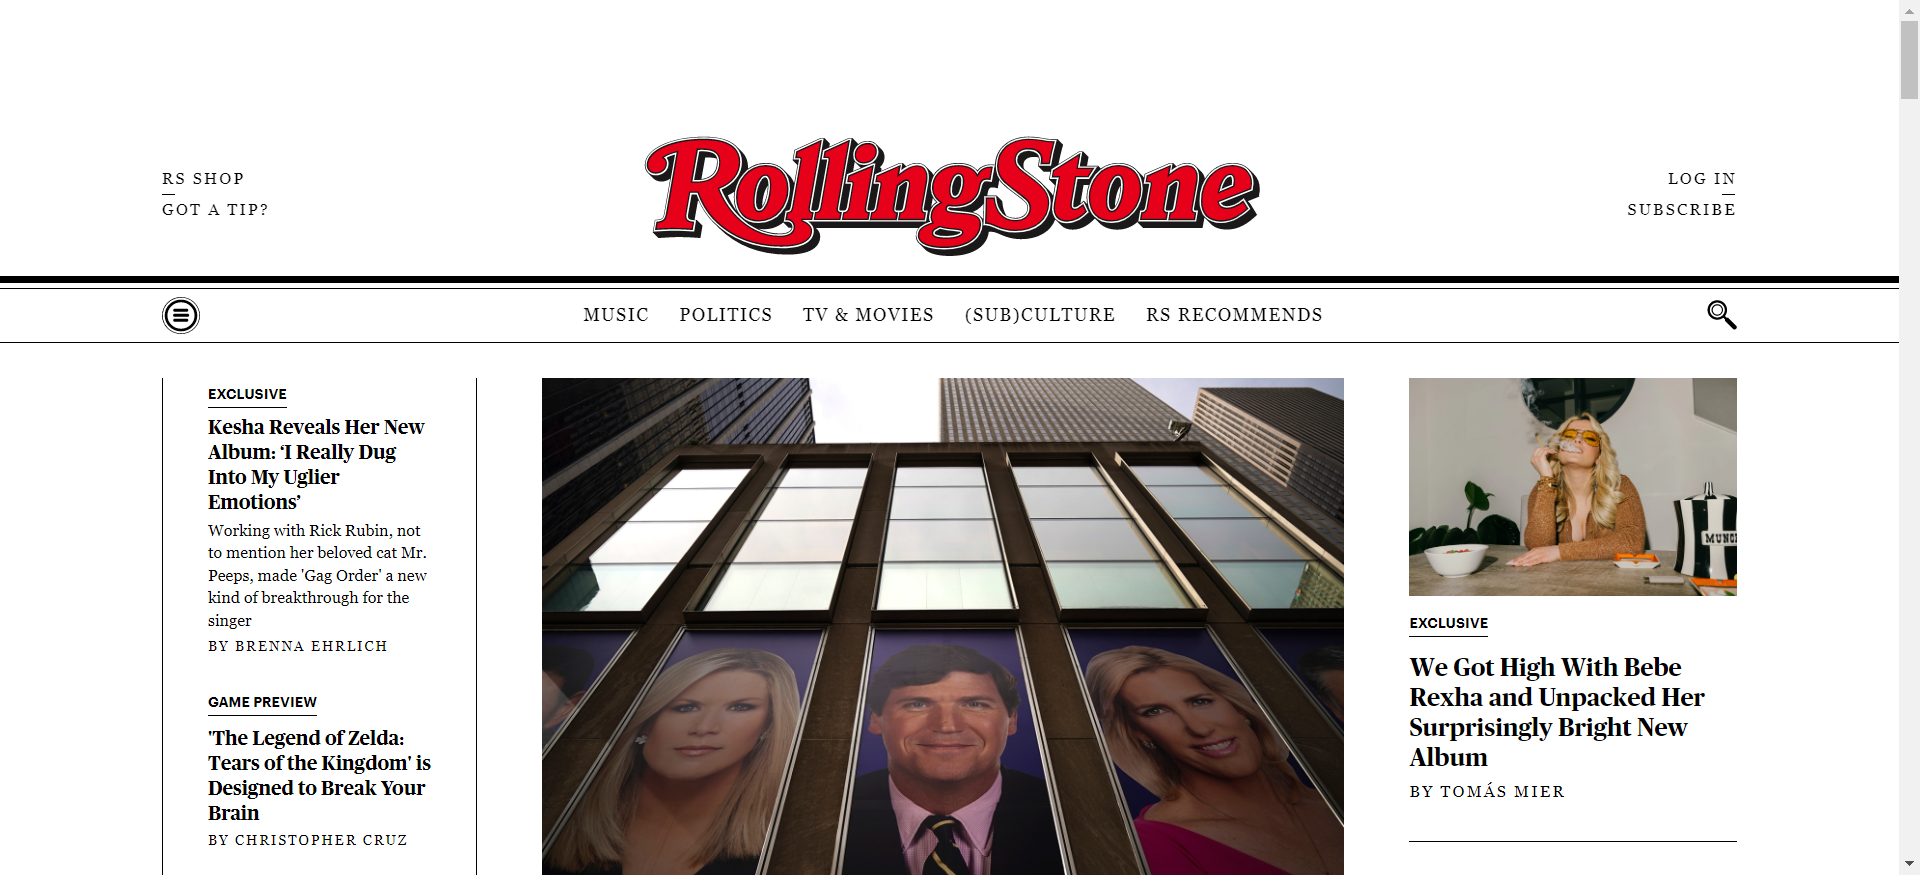 RS SHOP
GOT A TIP?
RollingStone
LOG IN
SUBSCRIBE
MUSIC POLITICS TV & MOVIES (SUB)CULTURE RS RECOMMENDS
EXCLUSIVE
Kesha Reveals Her New
Album: ‘I Really Dug
Into My Uglier
Emotions’
Working with Rick Rubin, not
to mention her beloved cat Mr.
Peeps, made 'Gag Order' a new
kind of breakthrough for the
singer
BY BRENNA EHRLICH
GAME PREVIEW
'The Legend of Zelda:
Tears of the Kingdom' is
Designed to Break Your
Brain
BY CHRISTOPHER CRUZ
EXCLUSIVE
We Got High With Bebe
Rexha and Unpacked Her
Surprisingly Bright New
Album
BY TOMÁS MIER